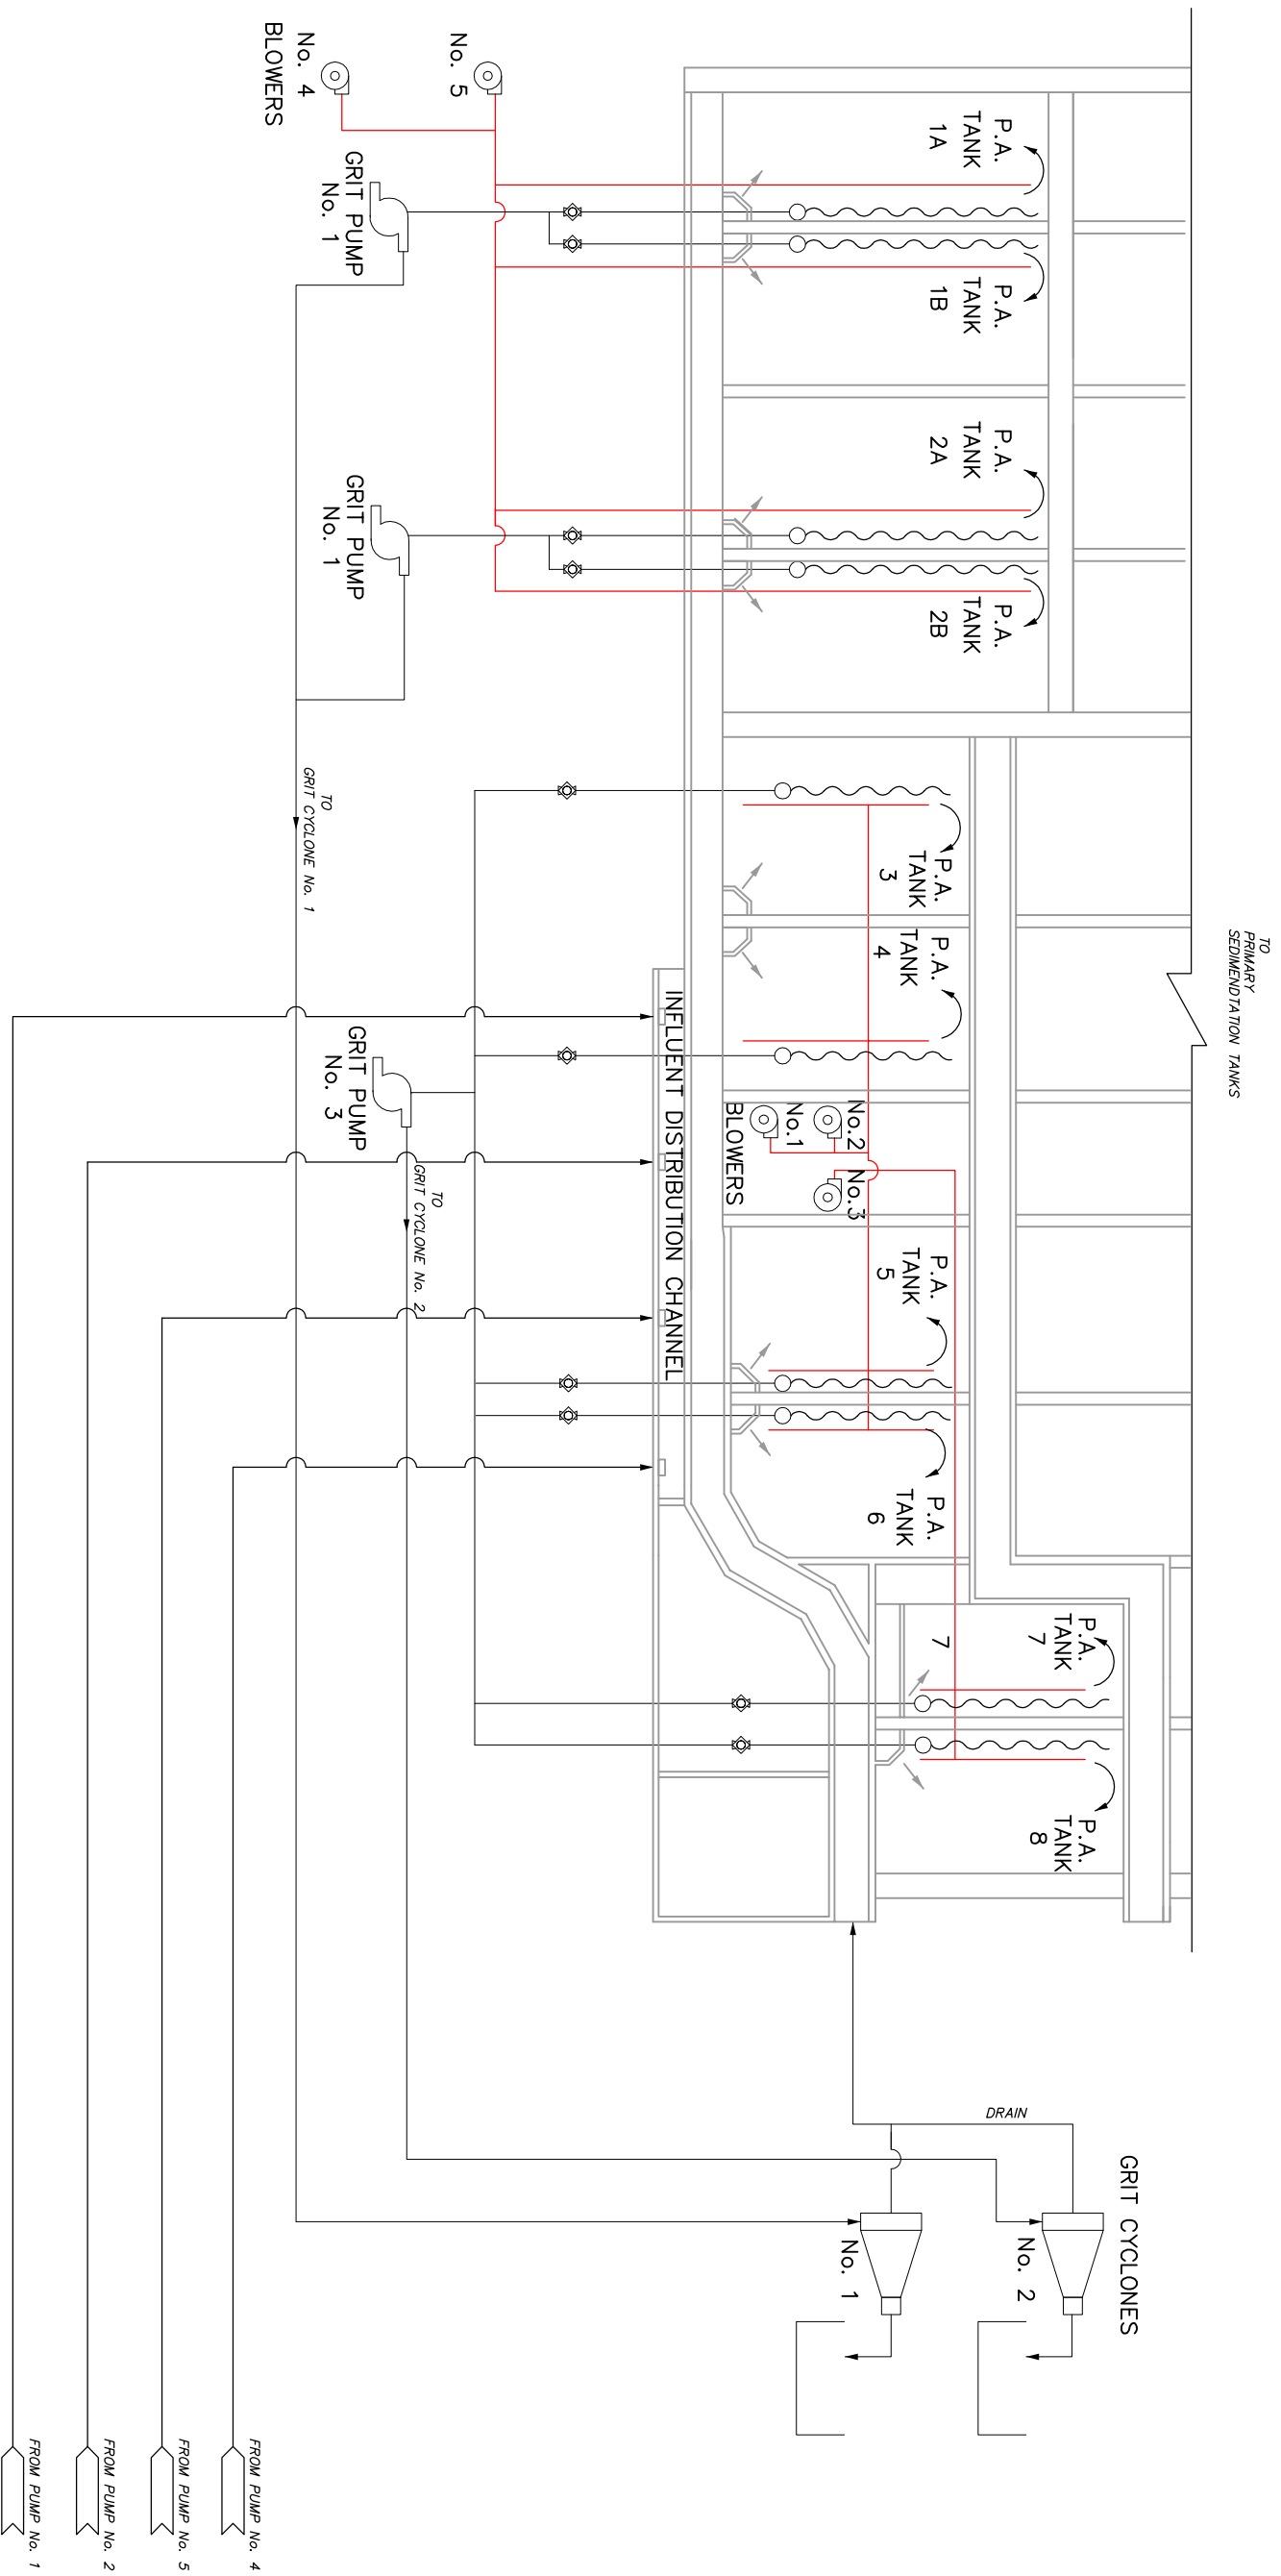 TO
PRIMARY
SEDIMENDTATION TANKS
P.A.
TANK
1A
P.A.
TANK
1B
P.A.
TANK
2A
P.A.
TANK
2B
P.A.
TANK
3
P.A.
TANK
4
P.A.
TANK
5
P.A.
TANK
6
P.A.
TANK
7
7
P.A.
TANK
8
No.2
No.1
No.3
BLOWERS
INFLUENT DISTRIBUTION CHANNEL
No. 5
No. 4
BLOWERS
GRIT PUMP
No. 1
GRIT PUMP
No. 1
GRIT PUMP
No. 3
TO
GRIT CYCLONE No. 1
TO
GRIT CYCLONE No. 2
DRAIN
GRIT CYCLONES
No. 2
No. 1
FROM PUMP No. 4
FROM PUMP No. 5
FROM PUMP No. 2
FROM PUMP No. 1